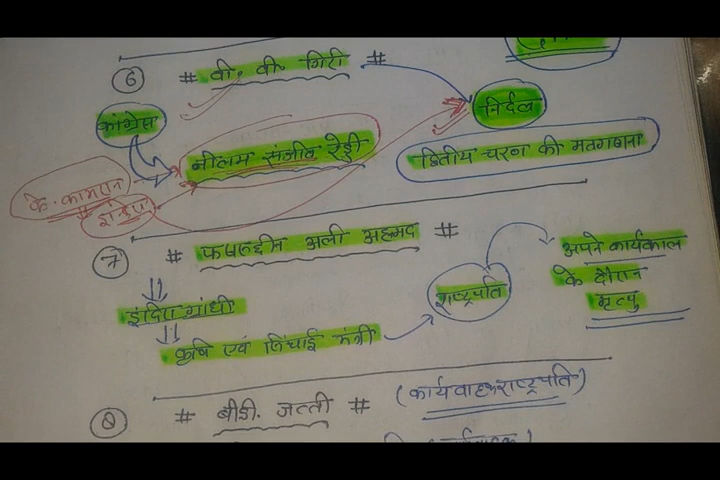 ⑥ # वी. वी. गिरी #
कांग्रेस
निर्दल
नीलम संजीव रेड्डी
द्वितीय चरण की मतगणना
के. कामराज
⑦ # फखरुद्दीन अली अहमद #
अपने कार्यकाल
के दौरान
मृत्यु
राष्ट्रपति
इंदिरा गांधी
कृषि एवं सिंचाई मंत्री
⑧ # बीडी. जत्ती # (कार्यवाहक राष्ट्रपति)